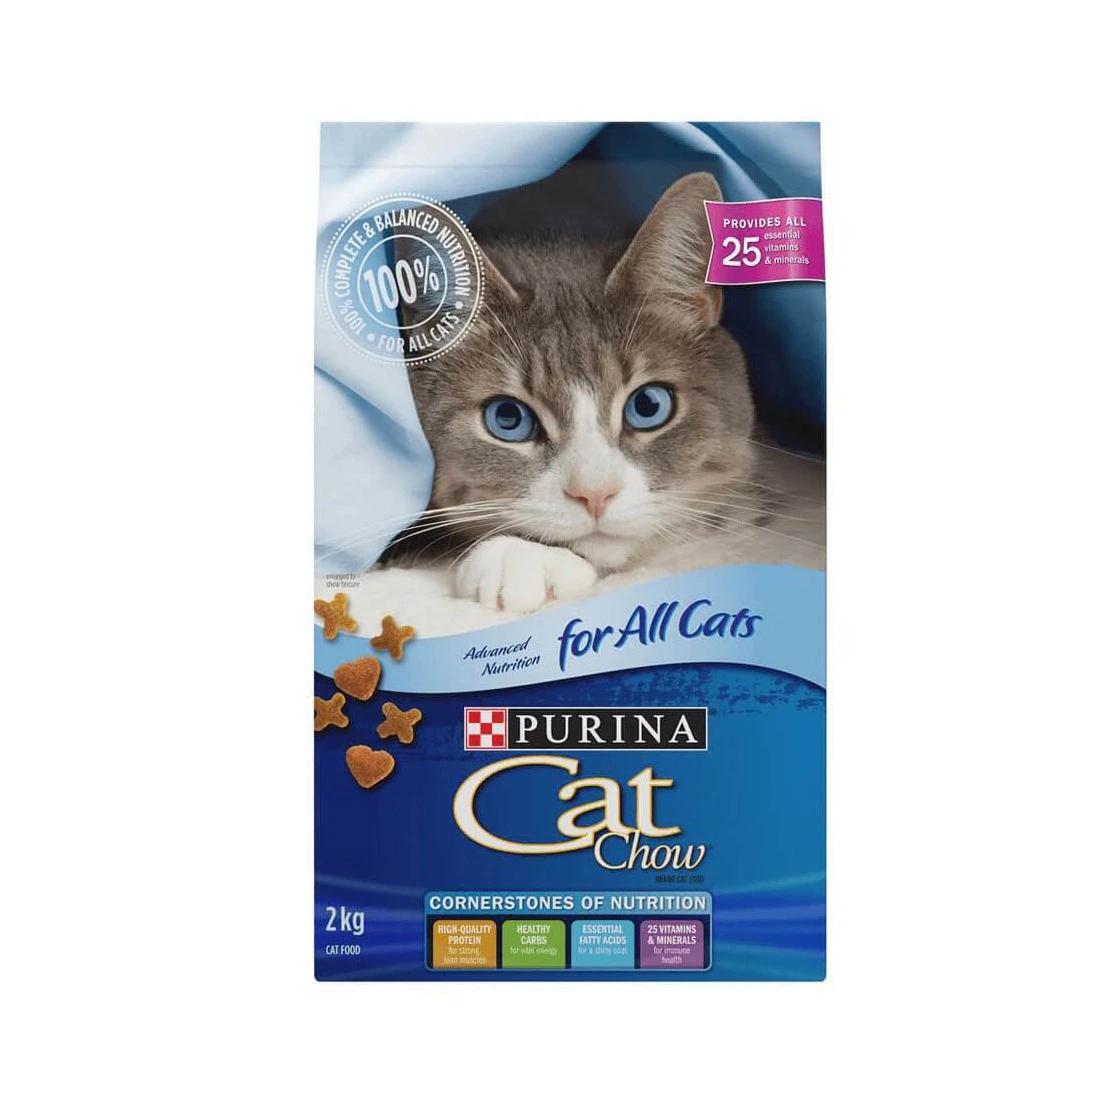 100% COMPLETE & BALANCED NUTRITION
• FOR ALL CATS •
100%
PROVIDES ALL
25
essential
vitamins
& minerals
enlarged to
show texture
Advanced
Nutrition
for All Cats
PURINA
Cat
Chow
BRAND CAT FOOD
CORNERSTONES OF NUTRITION
HIGH-QUALITY
PROTEIN
for strong,
lean muscles
HEALTHY
CARBS
for vital energy
ESSENTIAL
FATTY ACIDS
for a shiny coat
25 VITAMINS
& MINERALS
for immune
health
2 kg
CAT FOOD